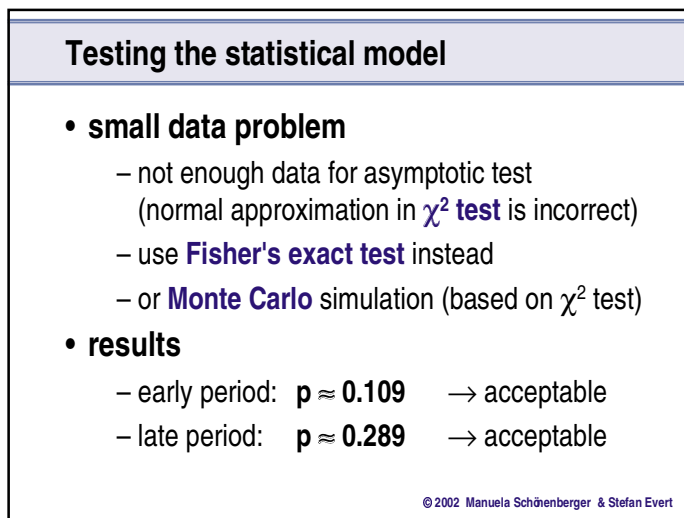 Testing the statistical model
• small data problem
– not enough data for asymptotic test
(normal approximation in χ² test is incorrect)
– use Fisher's exact test instead
– or Monte Carlo simulation (based on χ² test)
• results
– early period: p ≈ 0.109 → acceptable
– late period: p ≈ 0.289 → acceptable
© 2002 Manuela Schönenberger & Stefan Evert